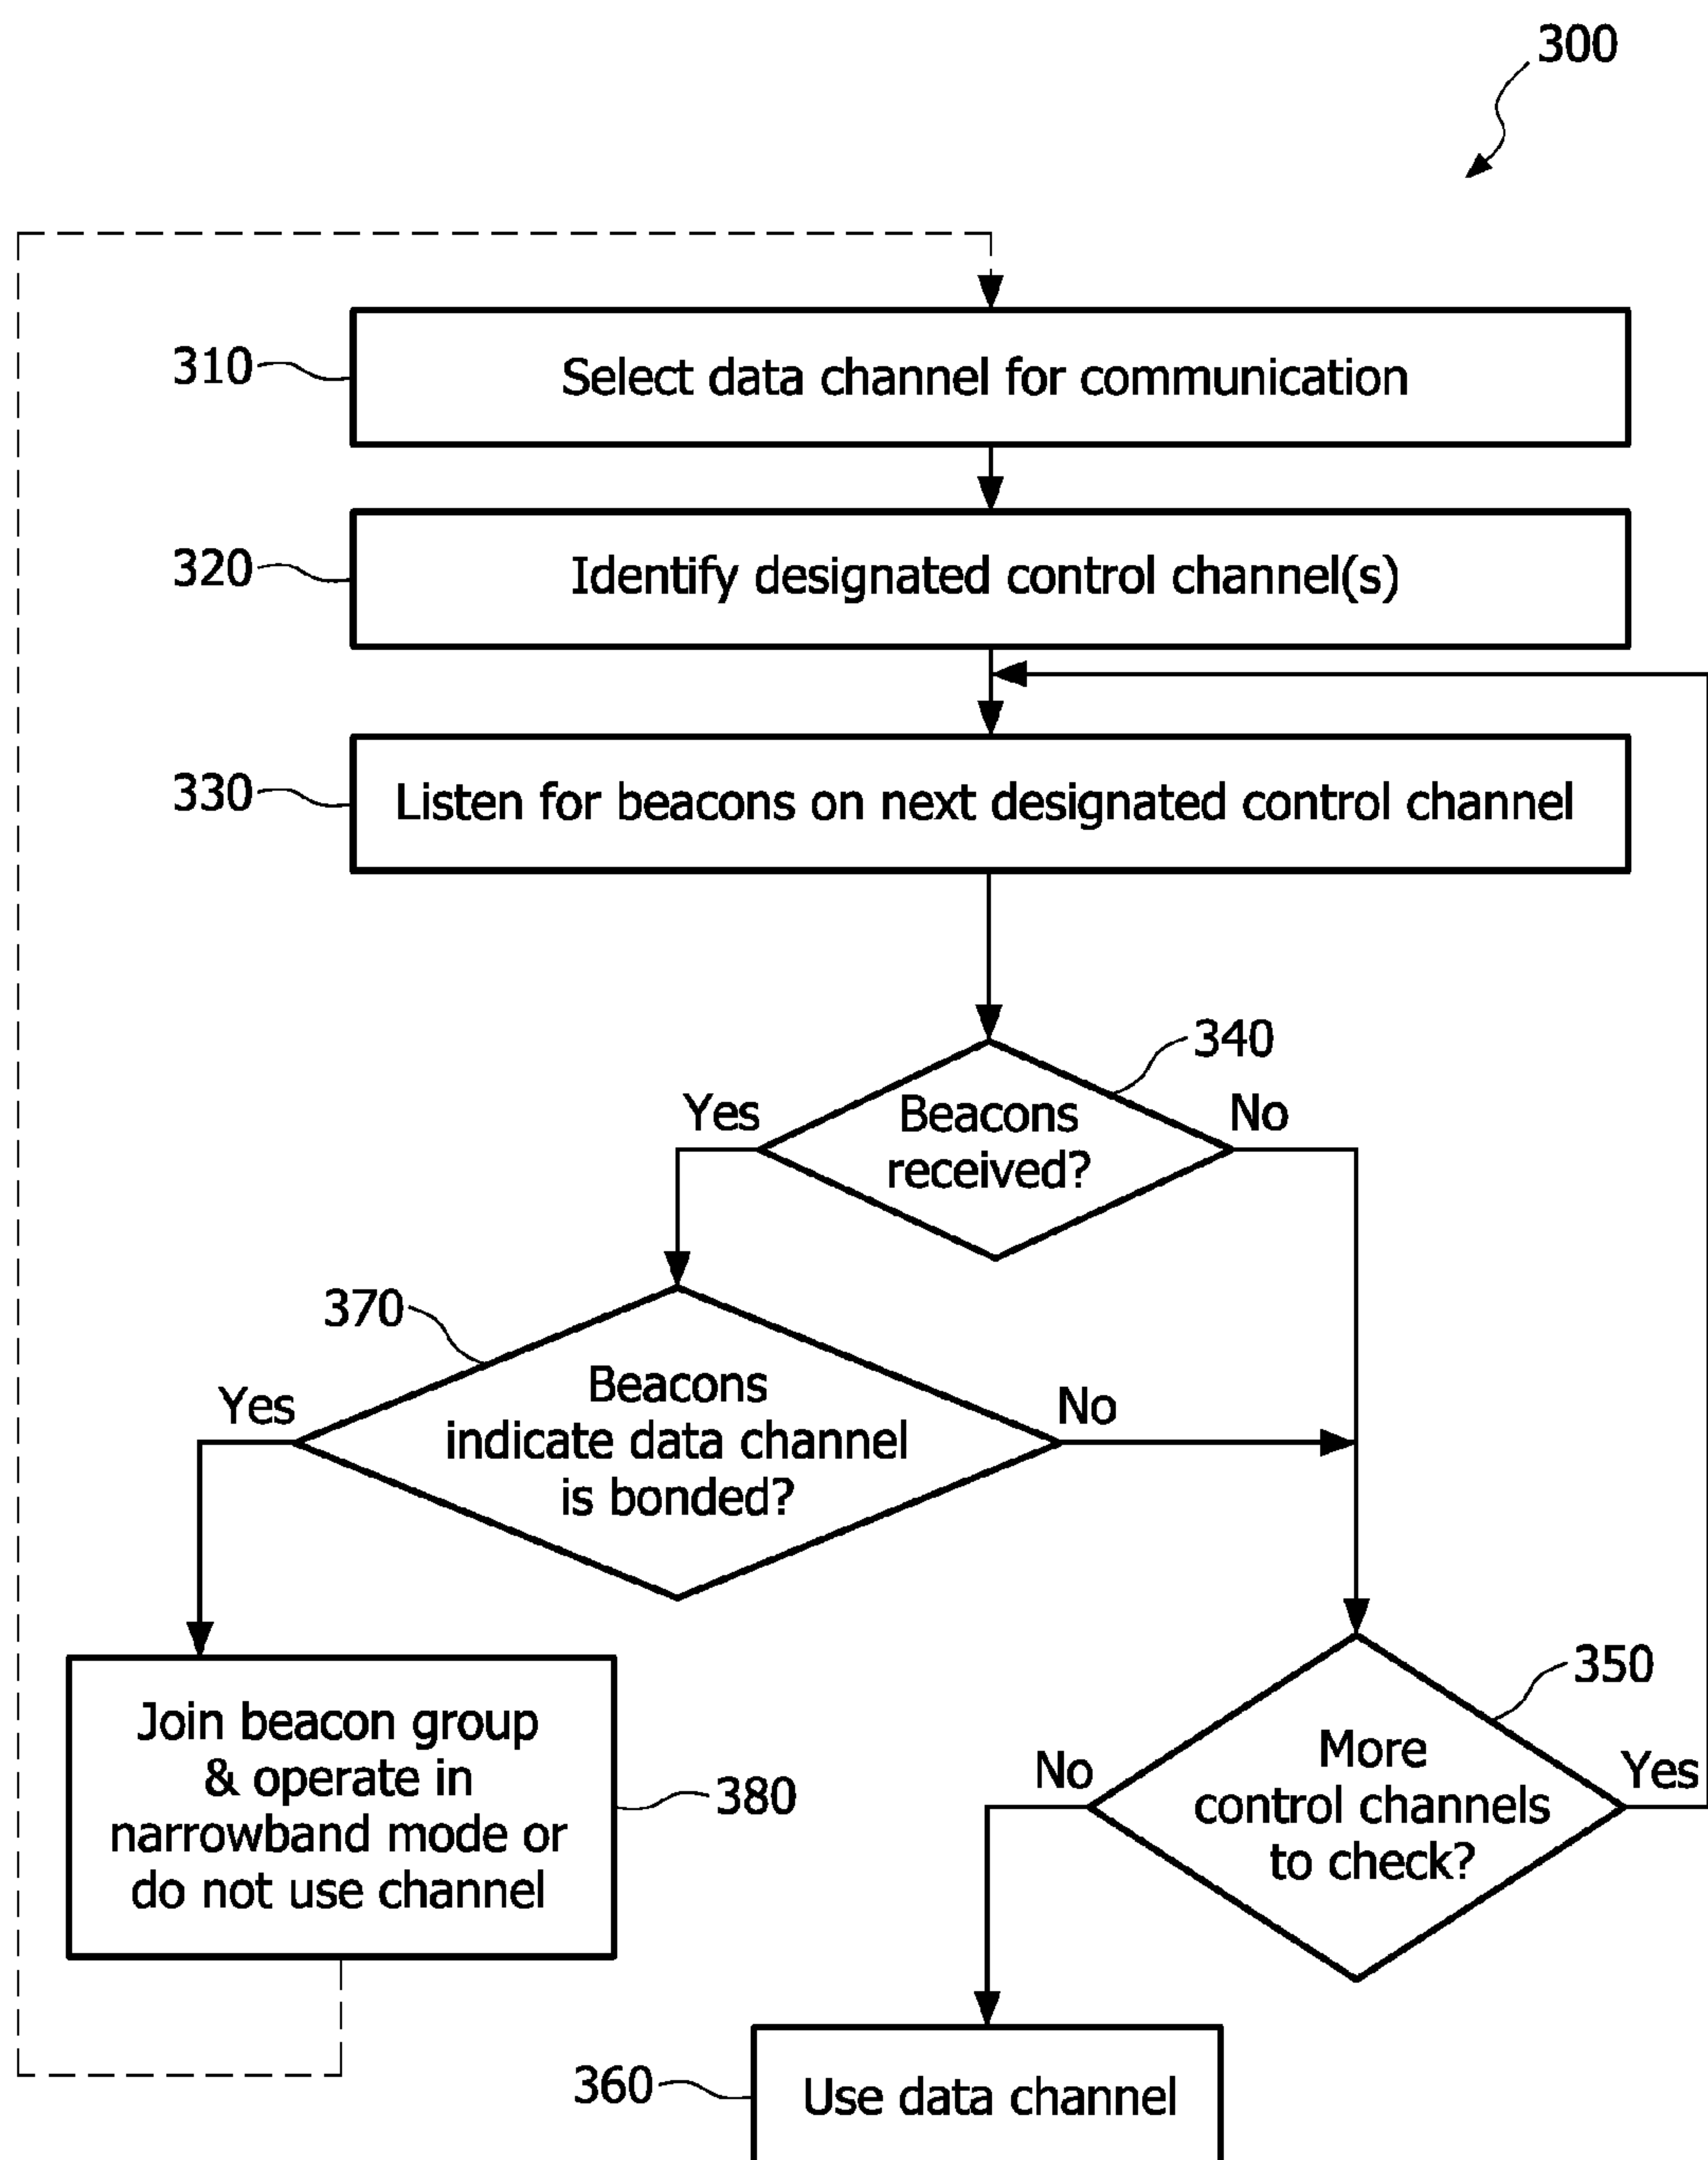 300
310
Select data channel for communication
320
Identify designated control channel(s)
330
Listen for beacons on next designated control channel
340
Yes
Beacons
received?
No
370
Yes
Beacons
indicate data channel
is bonded?
No
350
Join beacon group
& operate in
narrowband mode or
do not use channel
380
No
More
control channels
to check?
Yes
360
Use data channel